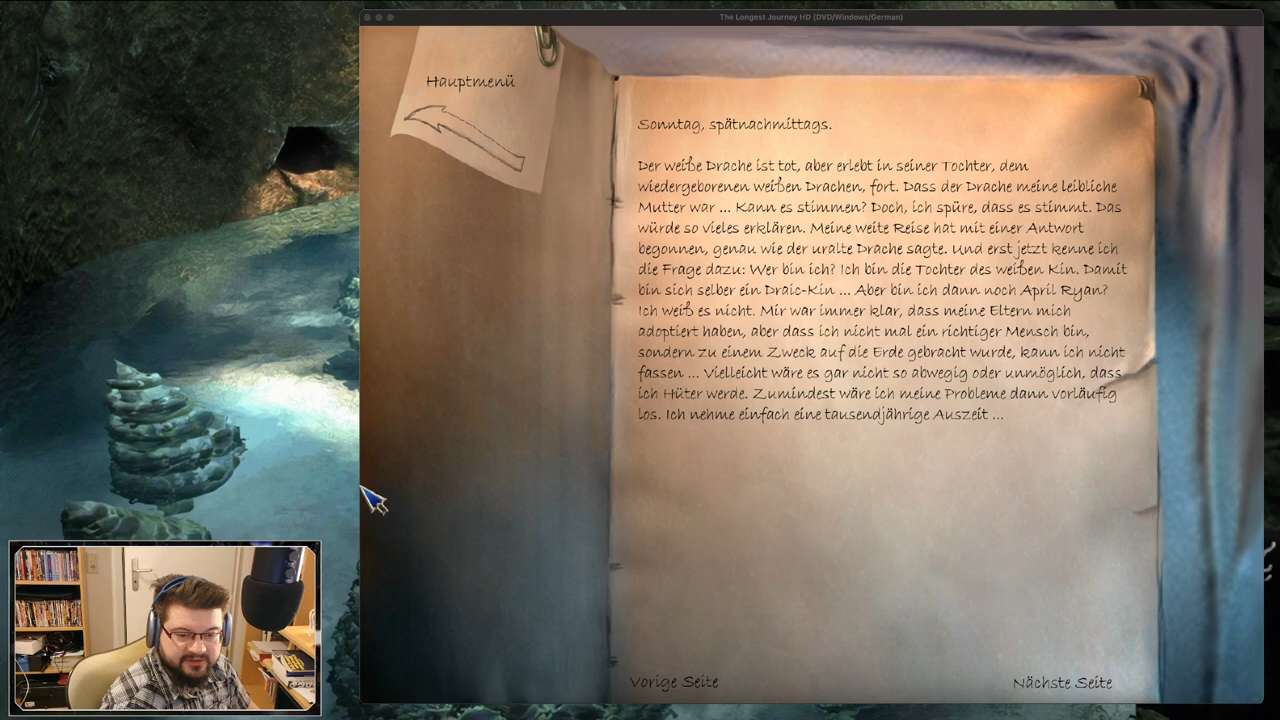 The Longest Journey HD (DVD/Windows/German)
Hauptmenü
Sonntag, spätnachmittags.
Der weiße Drache ist tot, aber erlebt in seiner Tochter, dem
wiedergeborenen weißen Drachen, fort. Dass der Drache meine leibliche
Mutter war ... Kann es stimmen? Doch, ich spüre, dass es stimmt. Das
würde so vieles erklären. Meine weite Reise hat mit einer Antwort
begonnen, genau wie der uralte Drache sagte. Und erst jetzt kenne ich
die Frage dazu: Wer bin ich? Ich bin die Tochter des weißen Kin. Damit
bin sich selber ein Draic-Kin ... Aber bin ich dann noch April Ryan?
Ich weiß es nicht. Mir war immer klar, dass meine Eltern mich
adoptiert haben, aber dass ich nicht mal ein richtiger Mensch bin,
sondern zu einem Zweck auf die Erde gebracht wurde, kann ich nicht
fassen ... Vielleicht wäre es gar nicht so abwegig oder unmöglich, dass
ich Hüter werde. Zumindest wäre ich meine Probleme dann vorläufig
los. Ich nehme einfach eine tausendjährige Auszeit ...
Vorige Seite
Nächste Seite